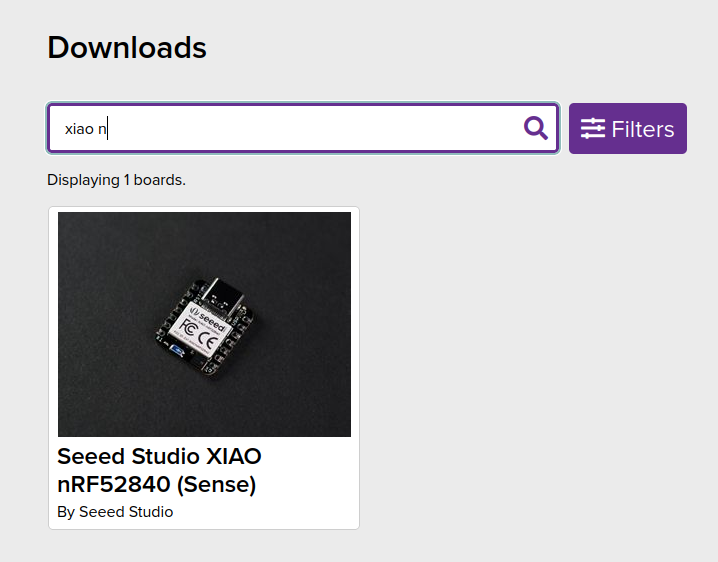 Downloads
xiao n
Filters
Displaying 1 boards.
seeed
FC CE
Seeed Studio XIAO
nRF52840 (Sense)
By Seeed Studio